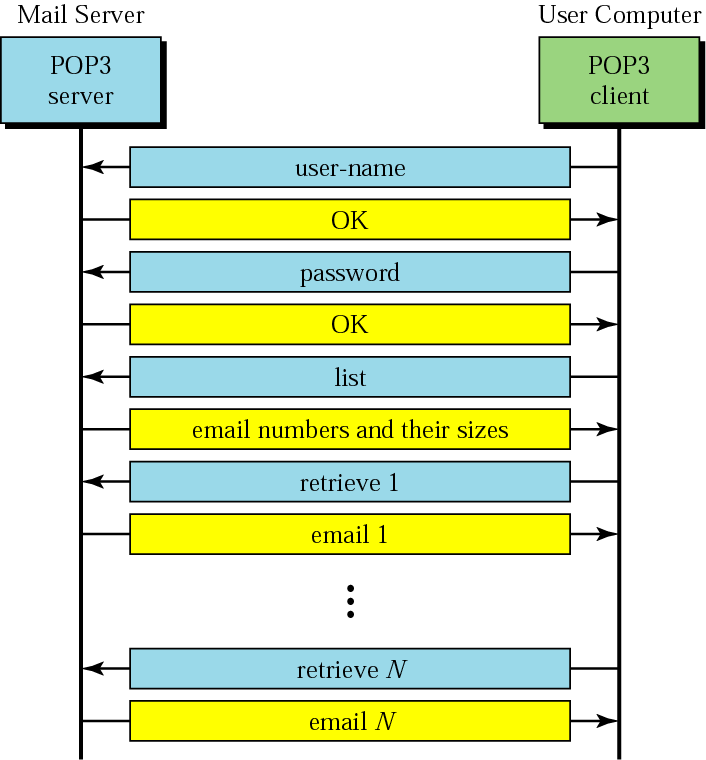 Mail Server
User Computer
POP3
server
POP3
client
user-name
OK
password
OK
list
email numbers and their sizes
retrieve 1
email 1
retrieve N
email N